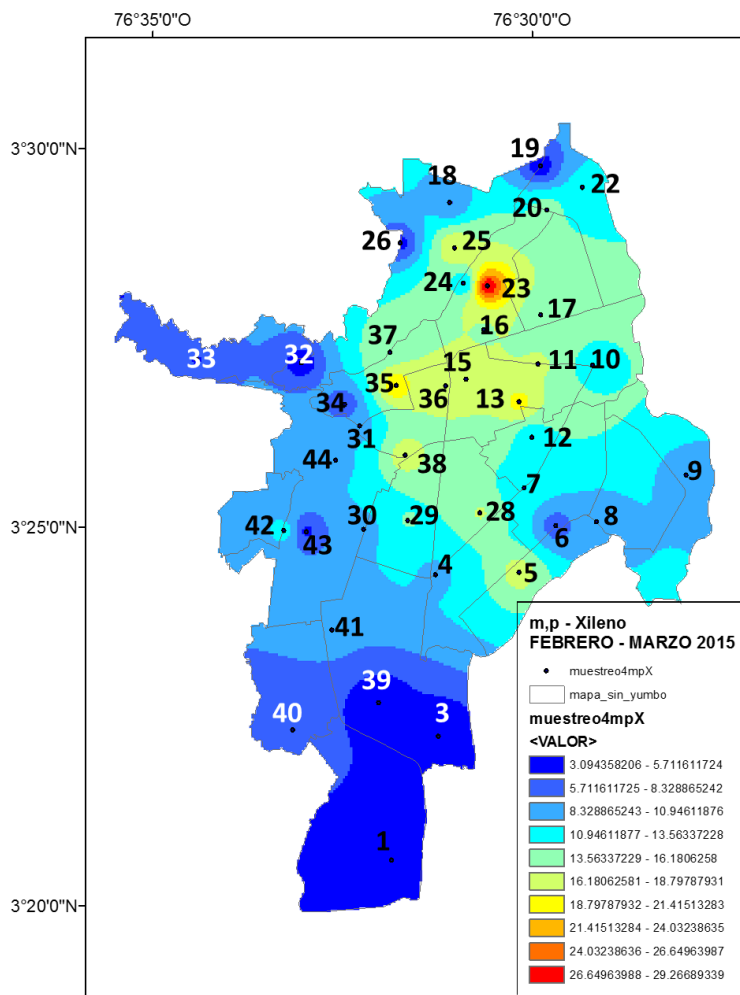 76°35'0"O 76°30'0"O
3°30'0"N
19
18
22
20
26
25
24
23
17
16
37
33
32
15
11
10
35
36
13
34
31
12
44
38
9
7
42
30
29
28
8
43
6
3°25'0"N
4
5
41
39
40
3
1
3°20'0"N
m,p - Xileno
FEBRERO - MARZO 2015
muestreo4mpX
mapa_sin_yumbo
muestreo4mpX
<VALOR>
3.094358206 - 5.711611724
5.711611725 - 8.328865242
8.328865243 - 10.94611876
10.94611877 - 13.56337228
13.56337229 - 16.1806258
16.18062581 - 18.79787931
18.79787932 - 21.41513283
21.41513284 - 24.03238635
24.03238636 - 26.64963987
26.64963988 - 29.26689339